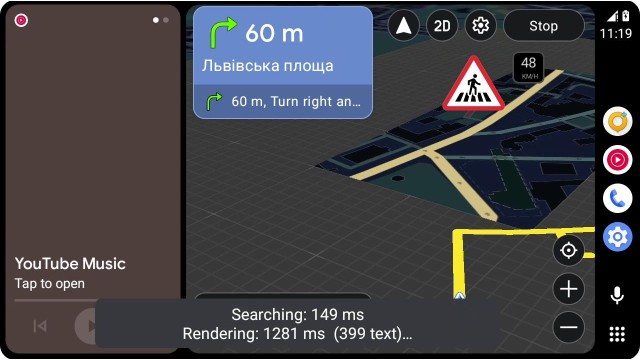 60 m
Львівська площа
60 m, Turn right an...
2D
Stop
48
KM/H
11:19
YouTube Music
Tap to open
Searching: 149 ms
Rendering: 1281 ms (399 text)...